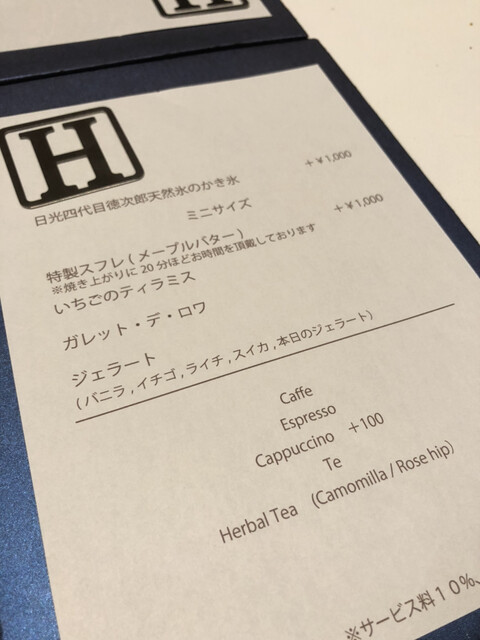 H
日光四代目徳次郎天然氷のかき氷 +¥1,000
ミニサイズ
特製スフレ(メープルバター) +¥1,000
※焼き上がりに20分ほどお時間を頂戴しております
いちごのティラミス
ガレット・デ・ロワ
ジェラート
(バニラ,イチゴ,ライチ,スイカ,本日のジェラート)
Caffe
Espresso
Cappuccino +100
Te
Herbal Tea (Camomilla / Rose hip)
※サービス料10%、